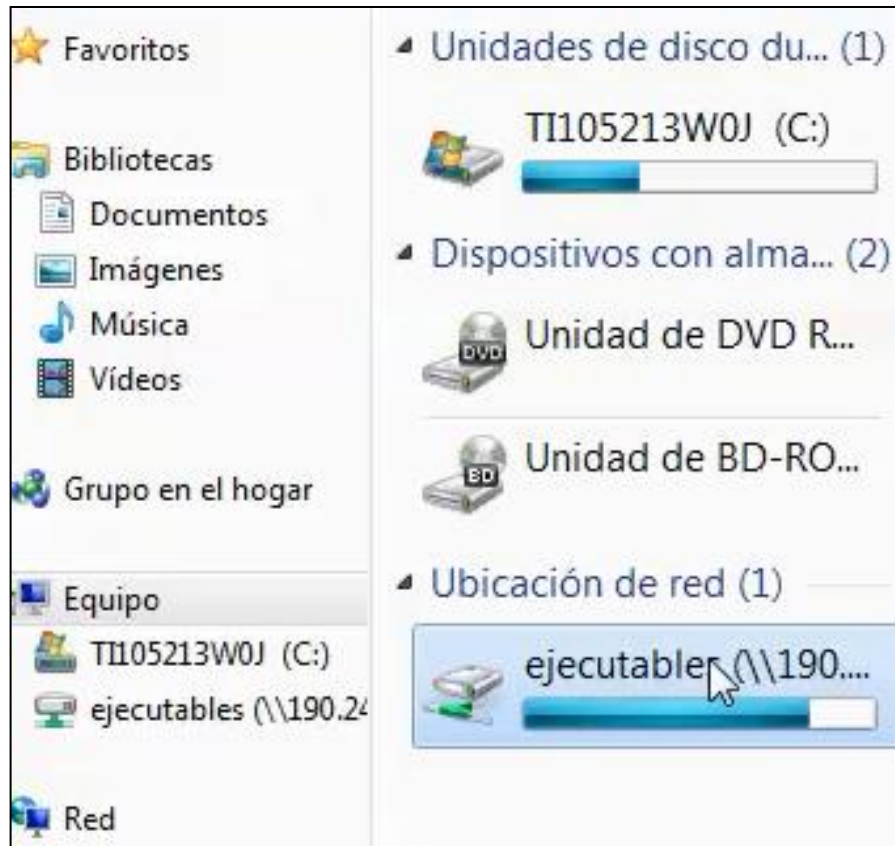 Favoritos
Bibliotecas
Documentos
Imágenes
Música
Vídeos
Grupo en el hogar
Equipo
TI105213W0J (C:)
ejecutables (\\190.24
Red
Unidades de disco du... (1)
TI105213W0J (C:)
Dispositivos con alma... (2)
Unidad de DVD R...
DVD
Unidad de BD-RO...
BD
Ubicación de red (1)
ejecutables (\\190....